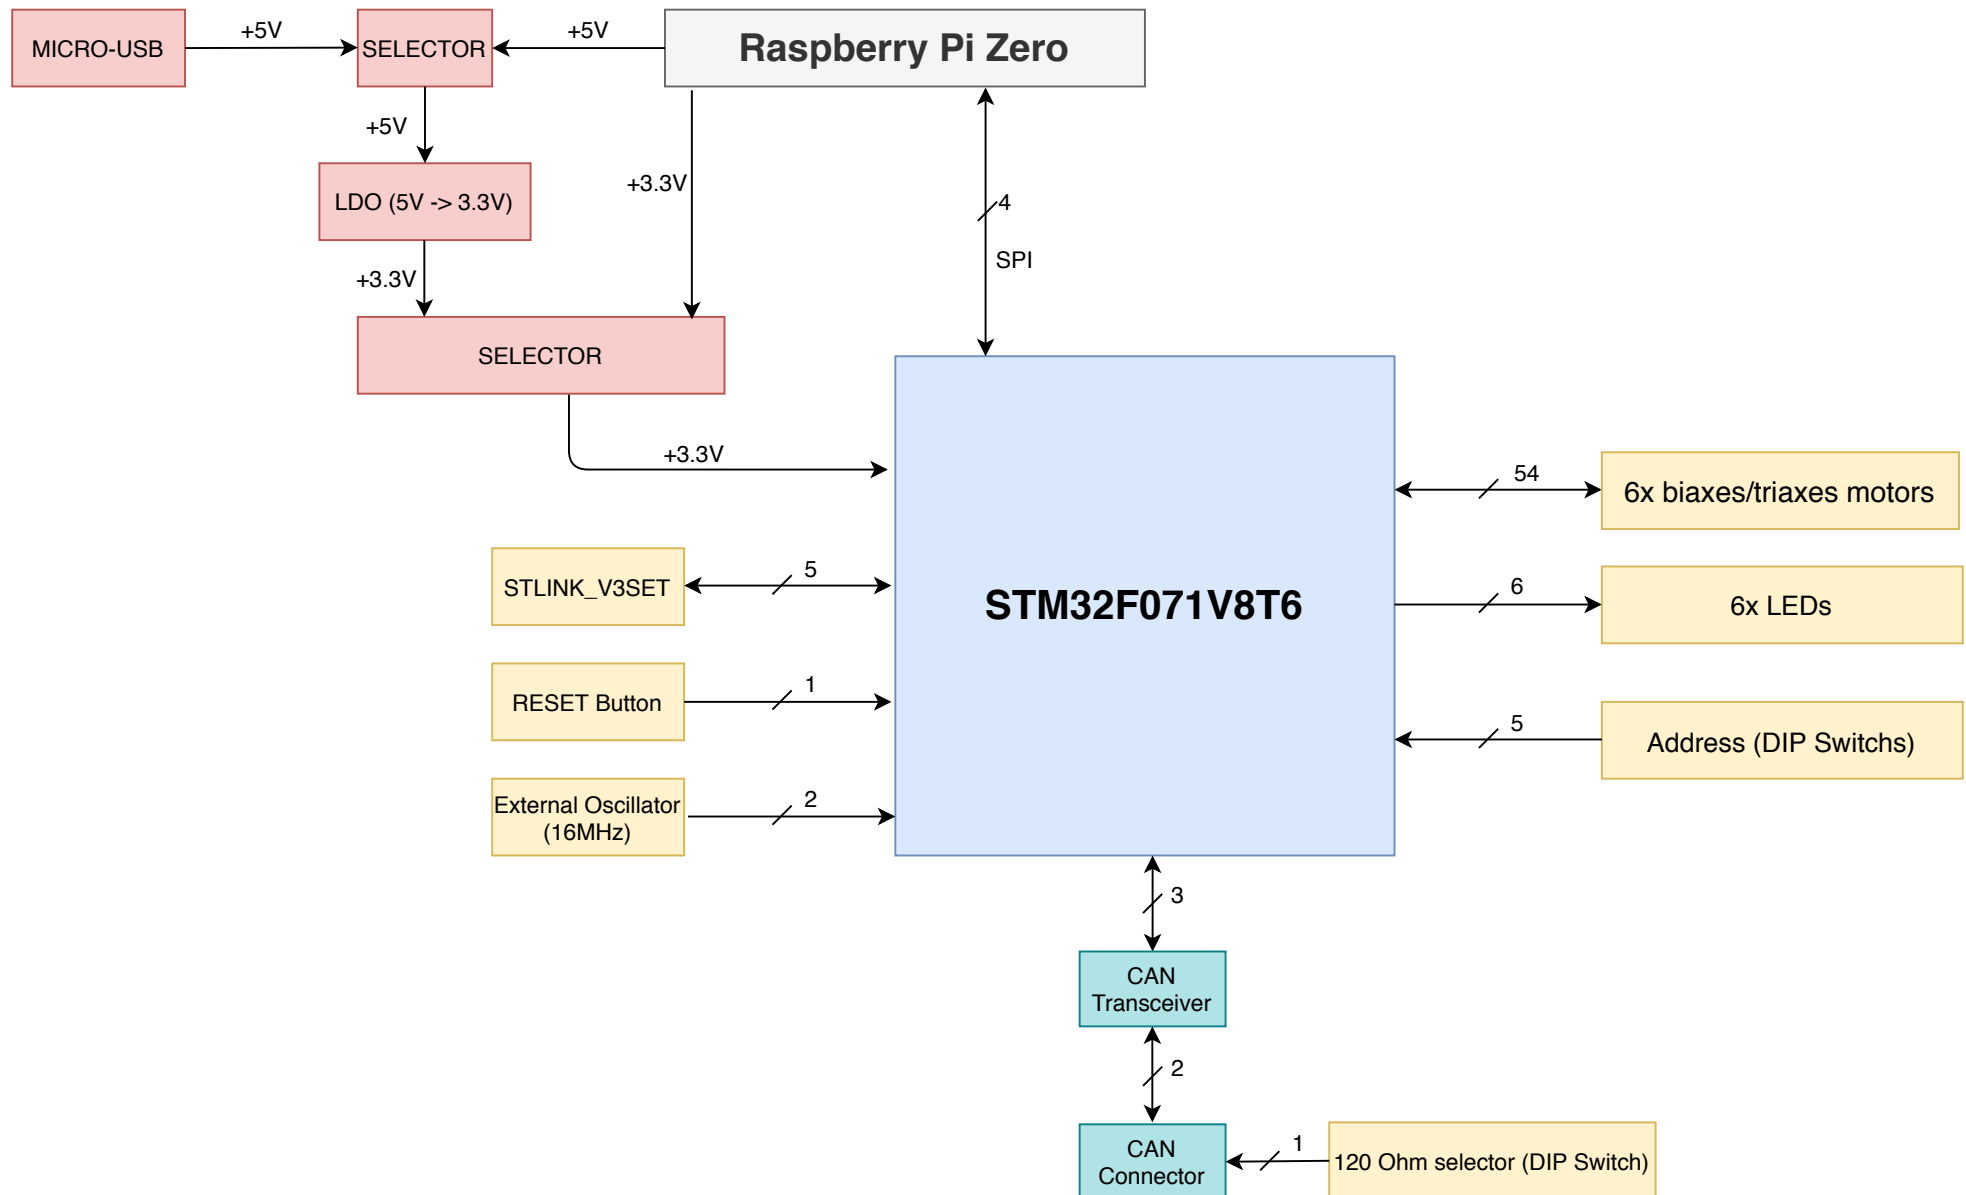 MICRO-USB
+5V
SELECTOR
+5V
Raspberry Pi Zero
+5V
LDO (5V -> 3.3V)
+3.3V
4
SPI
+3.3V
SELECTOR
+3.3V
STM32F071V8T6
54
6x biaxes/triaxes motors
STLINK_V3SET
5
6
6x LEDs
RESET Button
1
5
Address (DIP Switchs)
External Oscillator
(16MHz)
2
3
CAN
Transceiver
2
CAN
Connector
1
120 Ohm selector (DIP Switch)